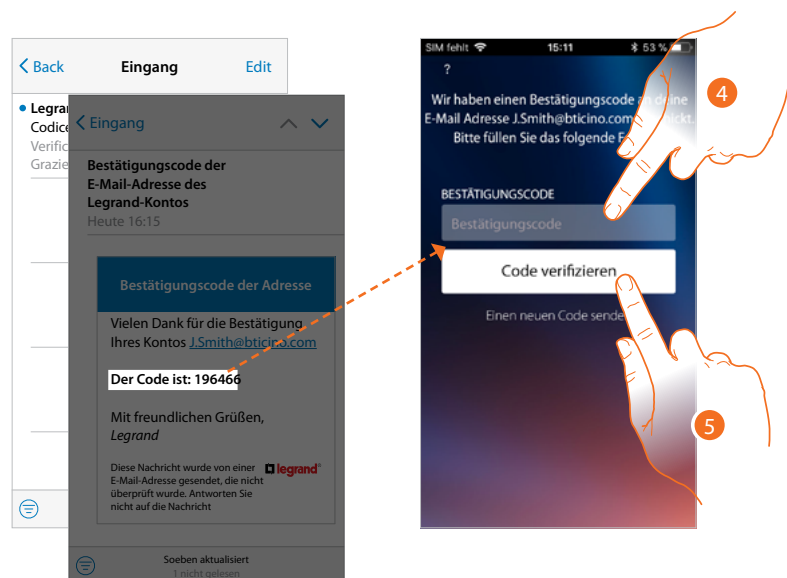 Back
Eingang
Edit
Legra
Codice
Verific
Grazie
Eingang
Bestätigungscode der
E-Mail-Adresse des
Legrand-Kontos
Heute 16:15
Bestätigungscode der Adresse
Vielen Dank für die Bestätigung
Ihres Kontos J.Smith@bticino.com
Der Code ist: 196466
Mit freundlichen Grüßen,
Legrand
Diese Nachricht wurde von einer
E-Mail-Adresse gesendet, die nicht
überprüft wurde. Antworten Sie
nicht auf die Nachricht
legrand®
Soeben aktualisiert
1 nicht gelesen
SIM fehlt 15:11 53 %
?
Wir haben einen Bestätigungscode an deine
E-Mail Adresse J.Smith@bticino.com
Bitte füllen Sie das folgende
BESTÄTIGUNGSCODE
Bestätigungscode
Code verifizieren
Einen neuen Code sende
4
5